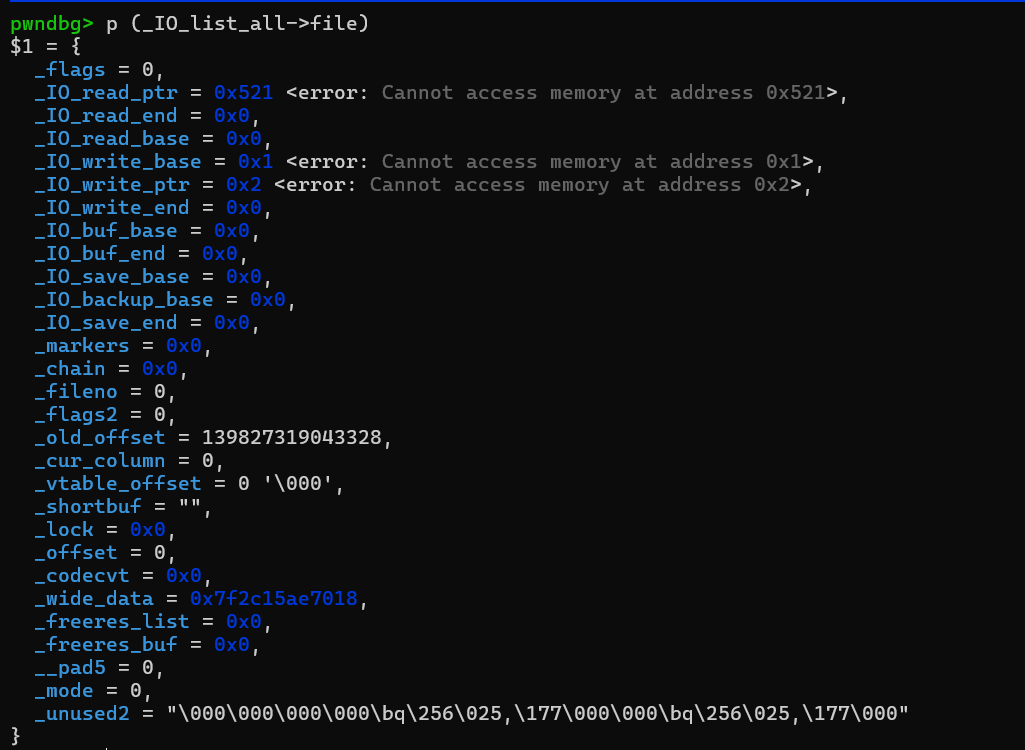 pwndbg> p (_IO_list_all->file)
$1 = {
  _flags = 0,
  _IO_read_ptr = 0x521 <error: Cannot access memory at address 0x521>,
  _IO_read_end = 0x0,
  _IO_read_base = 0x0,
  _IO_write_base = 0x1 <error: Cannot access memory at address 0x1>,
  _IO_write_ptr = 0x2 <error: Cannot access memory at address 0x2>,
  _IO_write_end = 0x0,
  _IO_buf_base = 0x0,
  _IO_buf_end = 0x0,
  _IO_save_base = 0x0,
  _IO_backup_base = 0x0,
  _IO_save_end = 0x0,
  _markers = 0x0,
  _chain = 0x0,
  _fileno = 0,
  _flags2 = 0,
  _old_offset = 139827319043328,
  _cur_column = 0,
  _vtable_offset = 0 '\000',
  _shortbuf = "",
  _lock = 0x0,
  _offset = 0,
  _codecvt = 0x0,
  _wide_data = 0x7f2c15ae7018,
  _freeres_list = 0x0,
  _freeres_buf = 0x0,
  __pad5 = 0,
  _mode = 0,
  _unused2 = "\000\000\000\000\bq\256\025,\177\000\000\bq\256\025,\177\000"
}